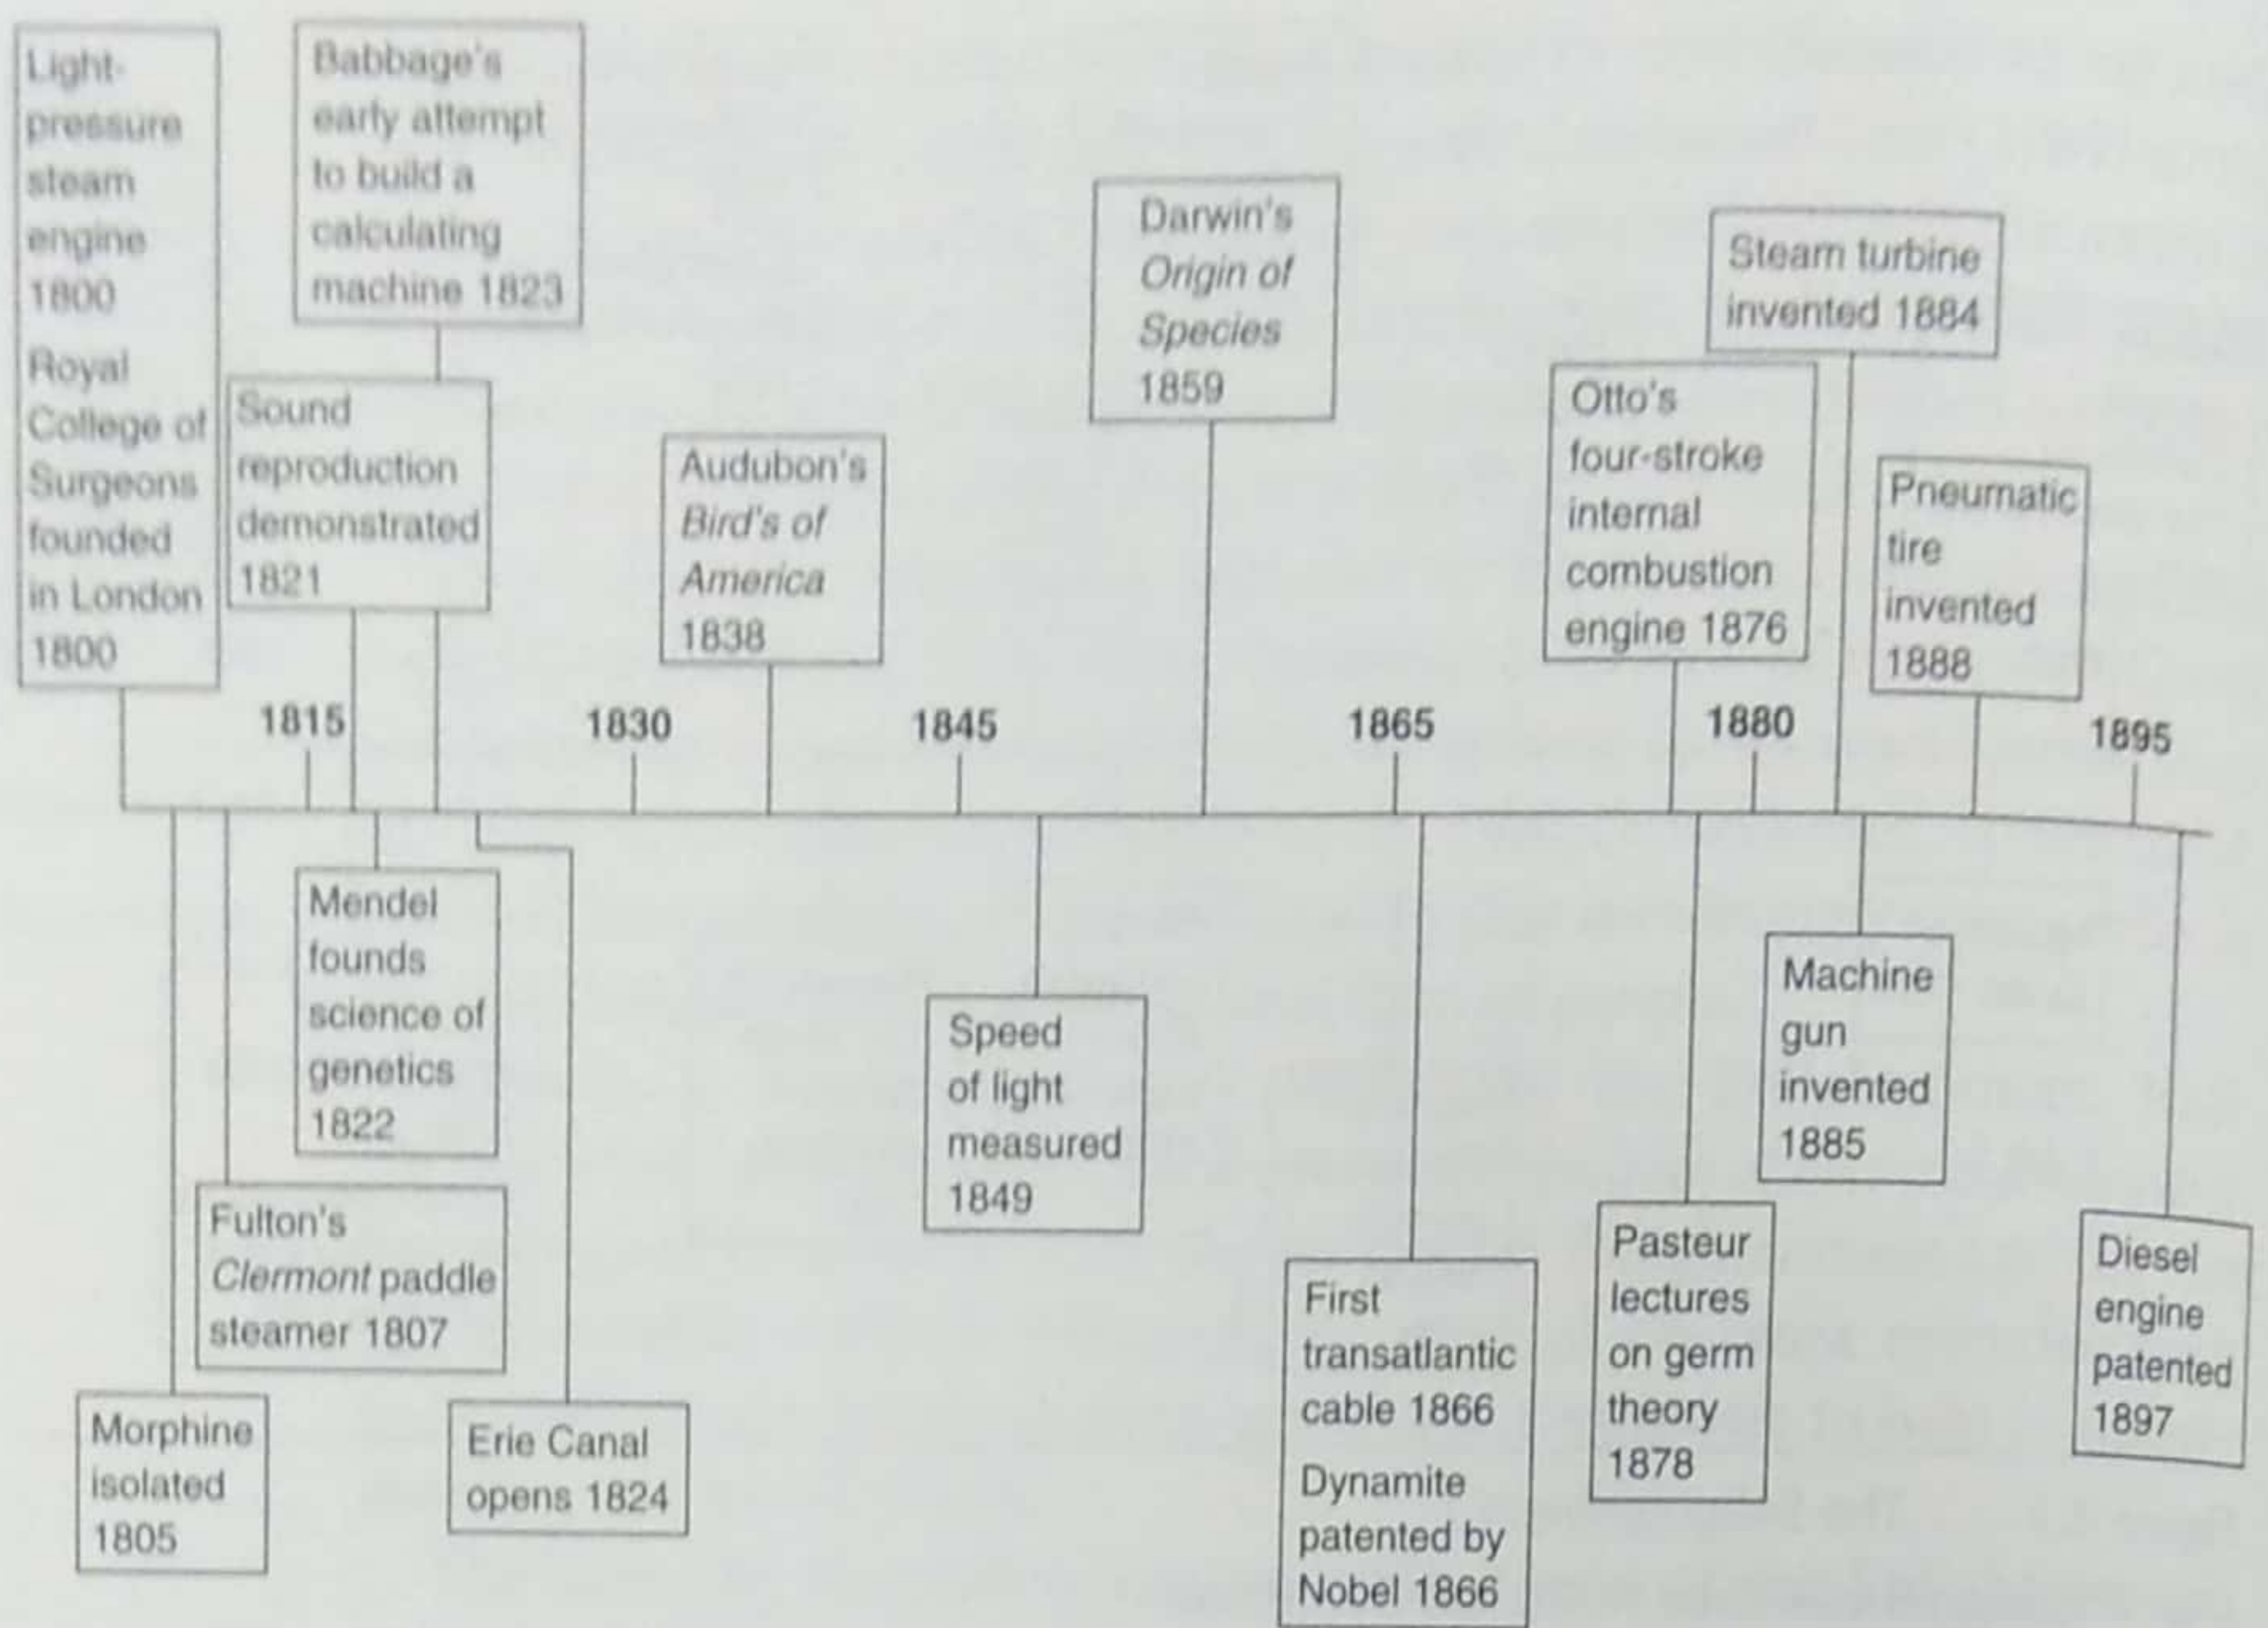 Light-
pressure
steam
engine
1800
Royal
College of
Surgeons
founded
in London
1800
Babbage's
early attempt
to build a
calculating
machine 1823
Sound
reproduction
demonstrated
1821
Audubon's
Bird's of
America
1838
Darwin's
Origin of
Species
1859
Otto's
four-stroke
internal
combustion
engine 1876
Steam turbine
invented 1884
Pneumatic
tire
invented
1888
1815
1830
1845
1865
1880
1895
Mendel
founds
science of
genetics
1822
Fulton's
Clermont paddle
steamer 1807
Morphine
isolated
1805
Erie Canal
opens 1824
Speed
of light
measured
1849
First
transatlantic
cable 1866
Dynamite
patented by
Nobel 1866
Pasteur
lectures
on germ
theory
1878
Machine
gun
invented
1885
Diesel
engine
patented
1897